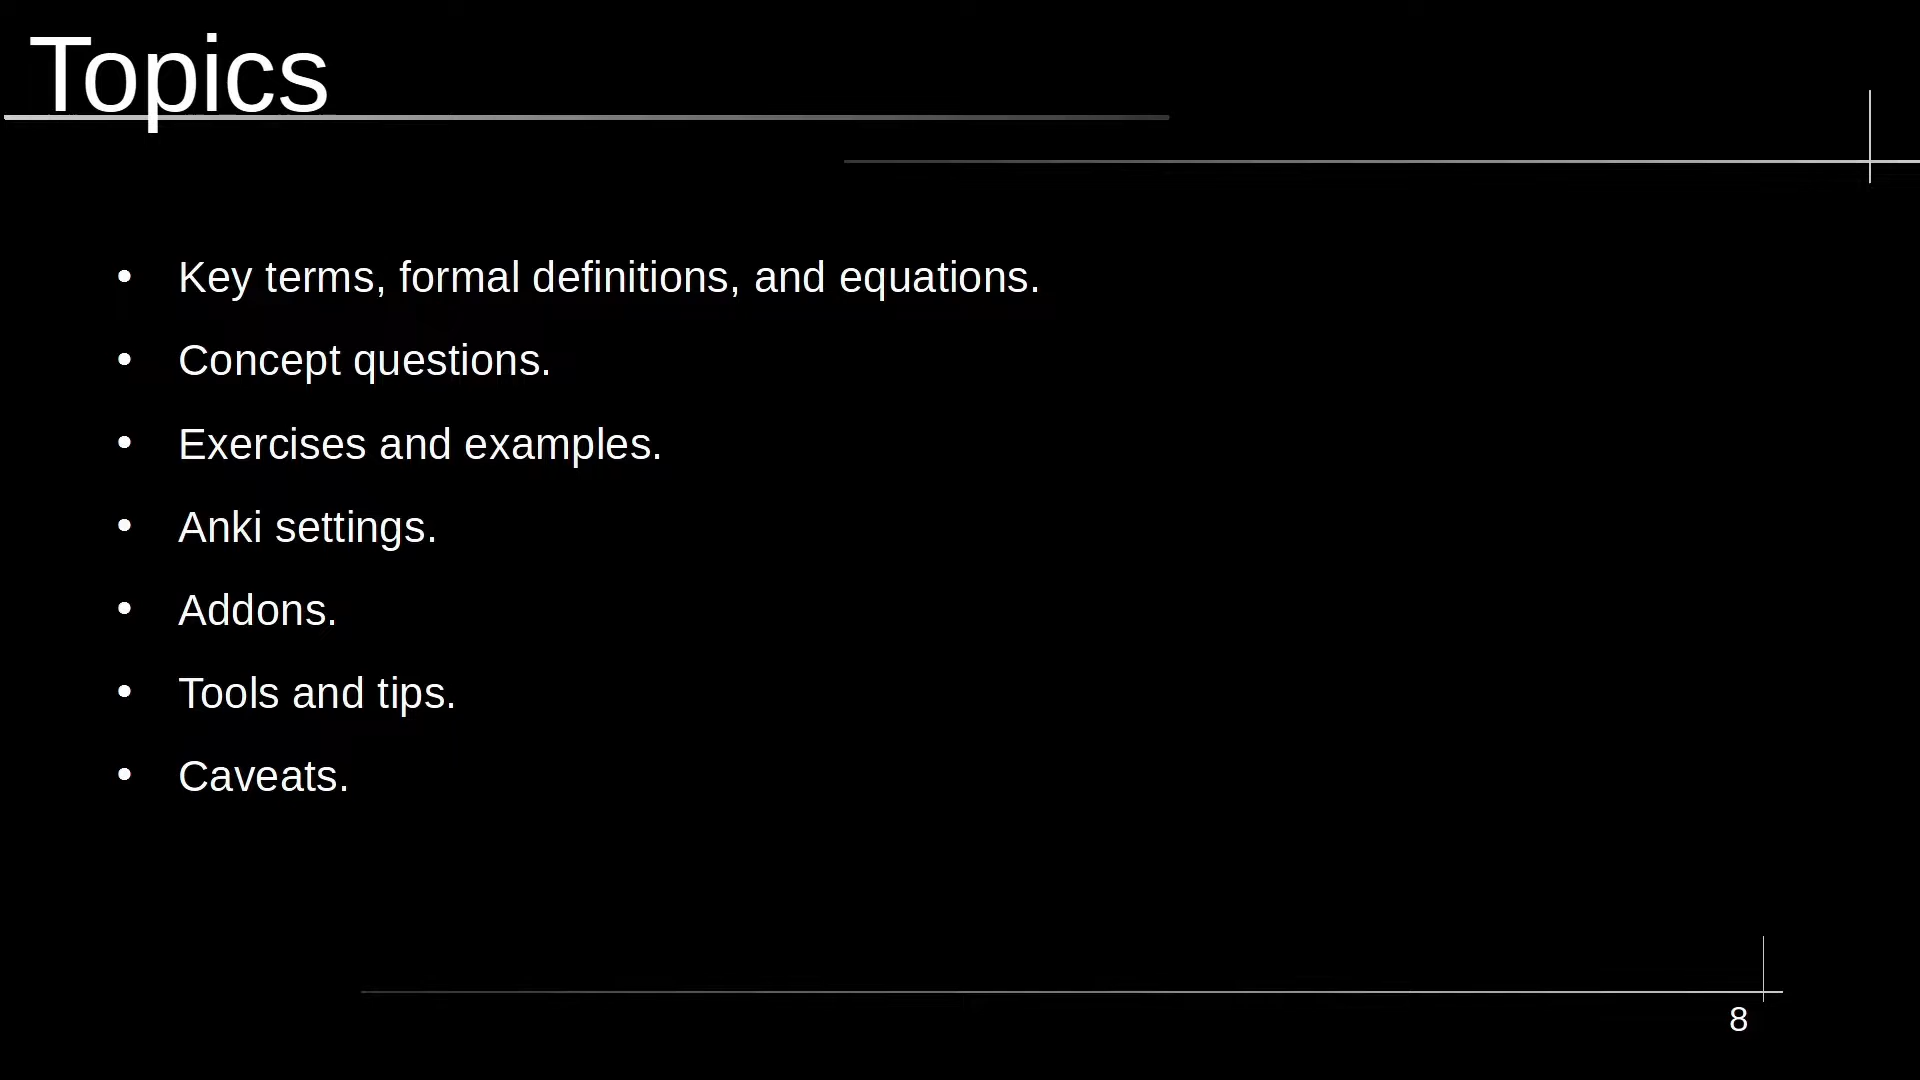 Topics
• Key terms, formal definitions, and equations.
• Concept questions.
• Exercises and examples.
• Anki settings.
• Addons.
• Tools and tips.
• Caveats.
8